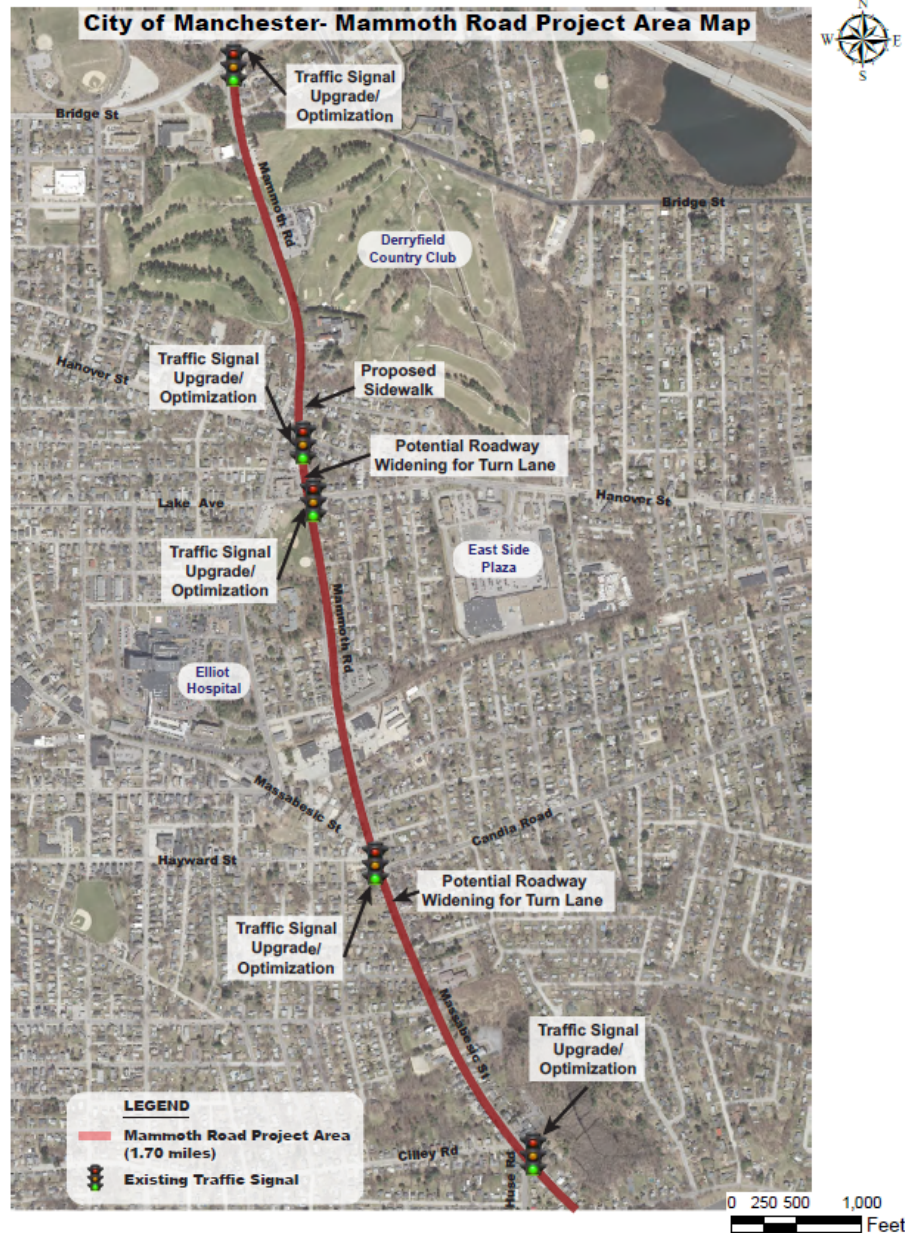 City of Manchester- Mammoth Road Project Area Map
N
W
E
S
Traffic Signal
Upgrade/
Optimization
Bridge St
Mammoth Rd
Bridge St
Derryfield
Country Club
Hanover St
Traffic Signal
Upgrade/
Optimization
Proposed
Sidewalk
Potential Roadway
Widening for Turn Lane
Lake Ave
Hanover St
Traffic Signal
Upgrade/
Optimization
East Side
Plaza
Mammoth Rd
Elliot
Hospital
Massabesic St
Candia Road
Hayward St
Potential Roadway
Widening for Turn Lane
Traffic Signal
Upgrade/
Optimization
Massabesic St
Traffic Signal
Upgrade/
Optimization
Cilley Rd
Huse Rd
LEGEND
Mammoth Road Project Area
(1.70 miles)
Existing Traffic Signal
0 250 500 1,000
Feet